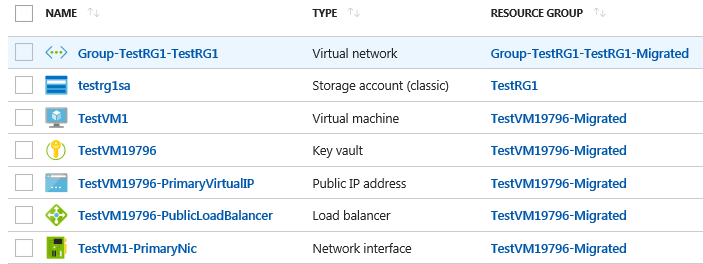 NAME TYPE RESOURCE GROUP
Group-TestRG1-TestRG1 Virtual network Group-TestRG1-TestRG1-Migrated
testrg1sa Storage account (classic) TestRG1
TestVM1 Virtual machine TestVM19796-Migrated
TestVM19796 Key vault TestVM19796-Migrated
TestVM19796-PrimaryVirtualIP Public IP address TestVM19796-Migrated
TestVM19796-PublicLoadBalancer Load balancer TestVM19796-Migrated
TestVM1-PrimaryNic Network interface TestVM19796-Migrated